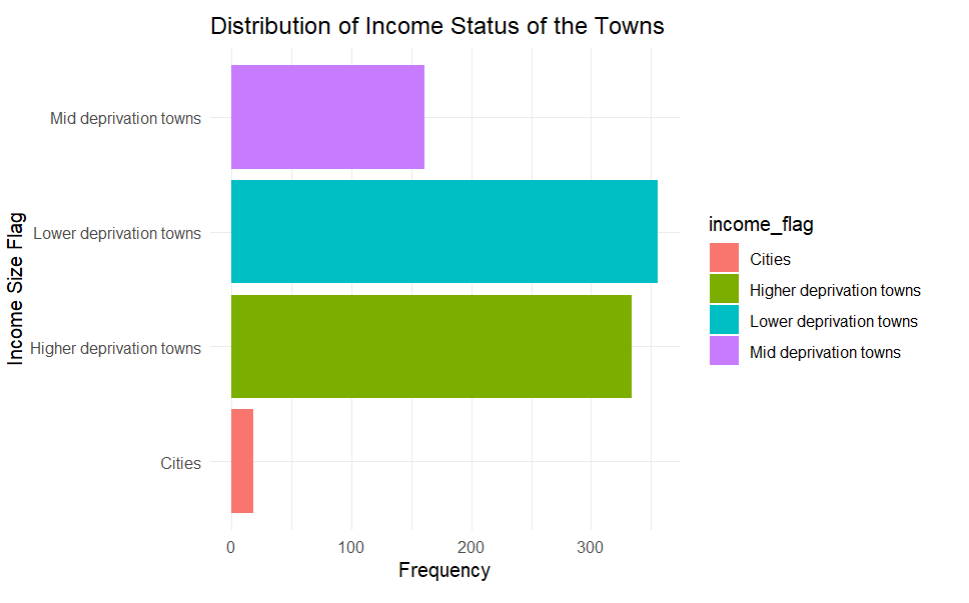 Distribution of Income Status of the Towns
Income Size Flag
Mid deprivation towns
Lower deprivation towns
Higher deprivation towns
Cities
0 100 200 300
Frequency
income_flag
Cities
Higher deprivation towns
Lower deprivation towns
Mid deprivation towns